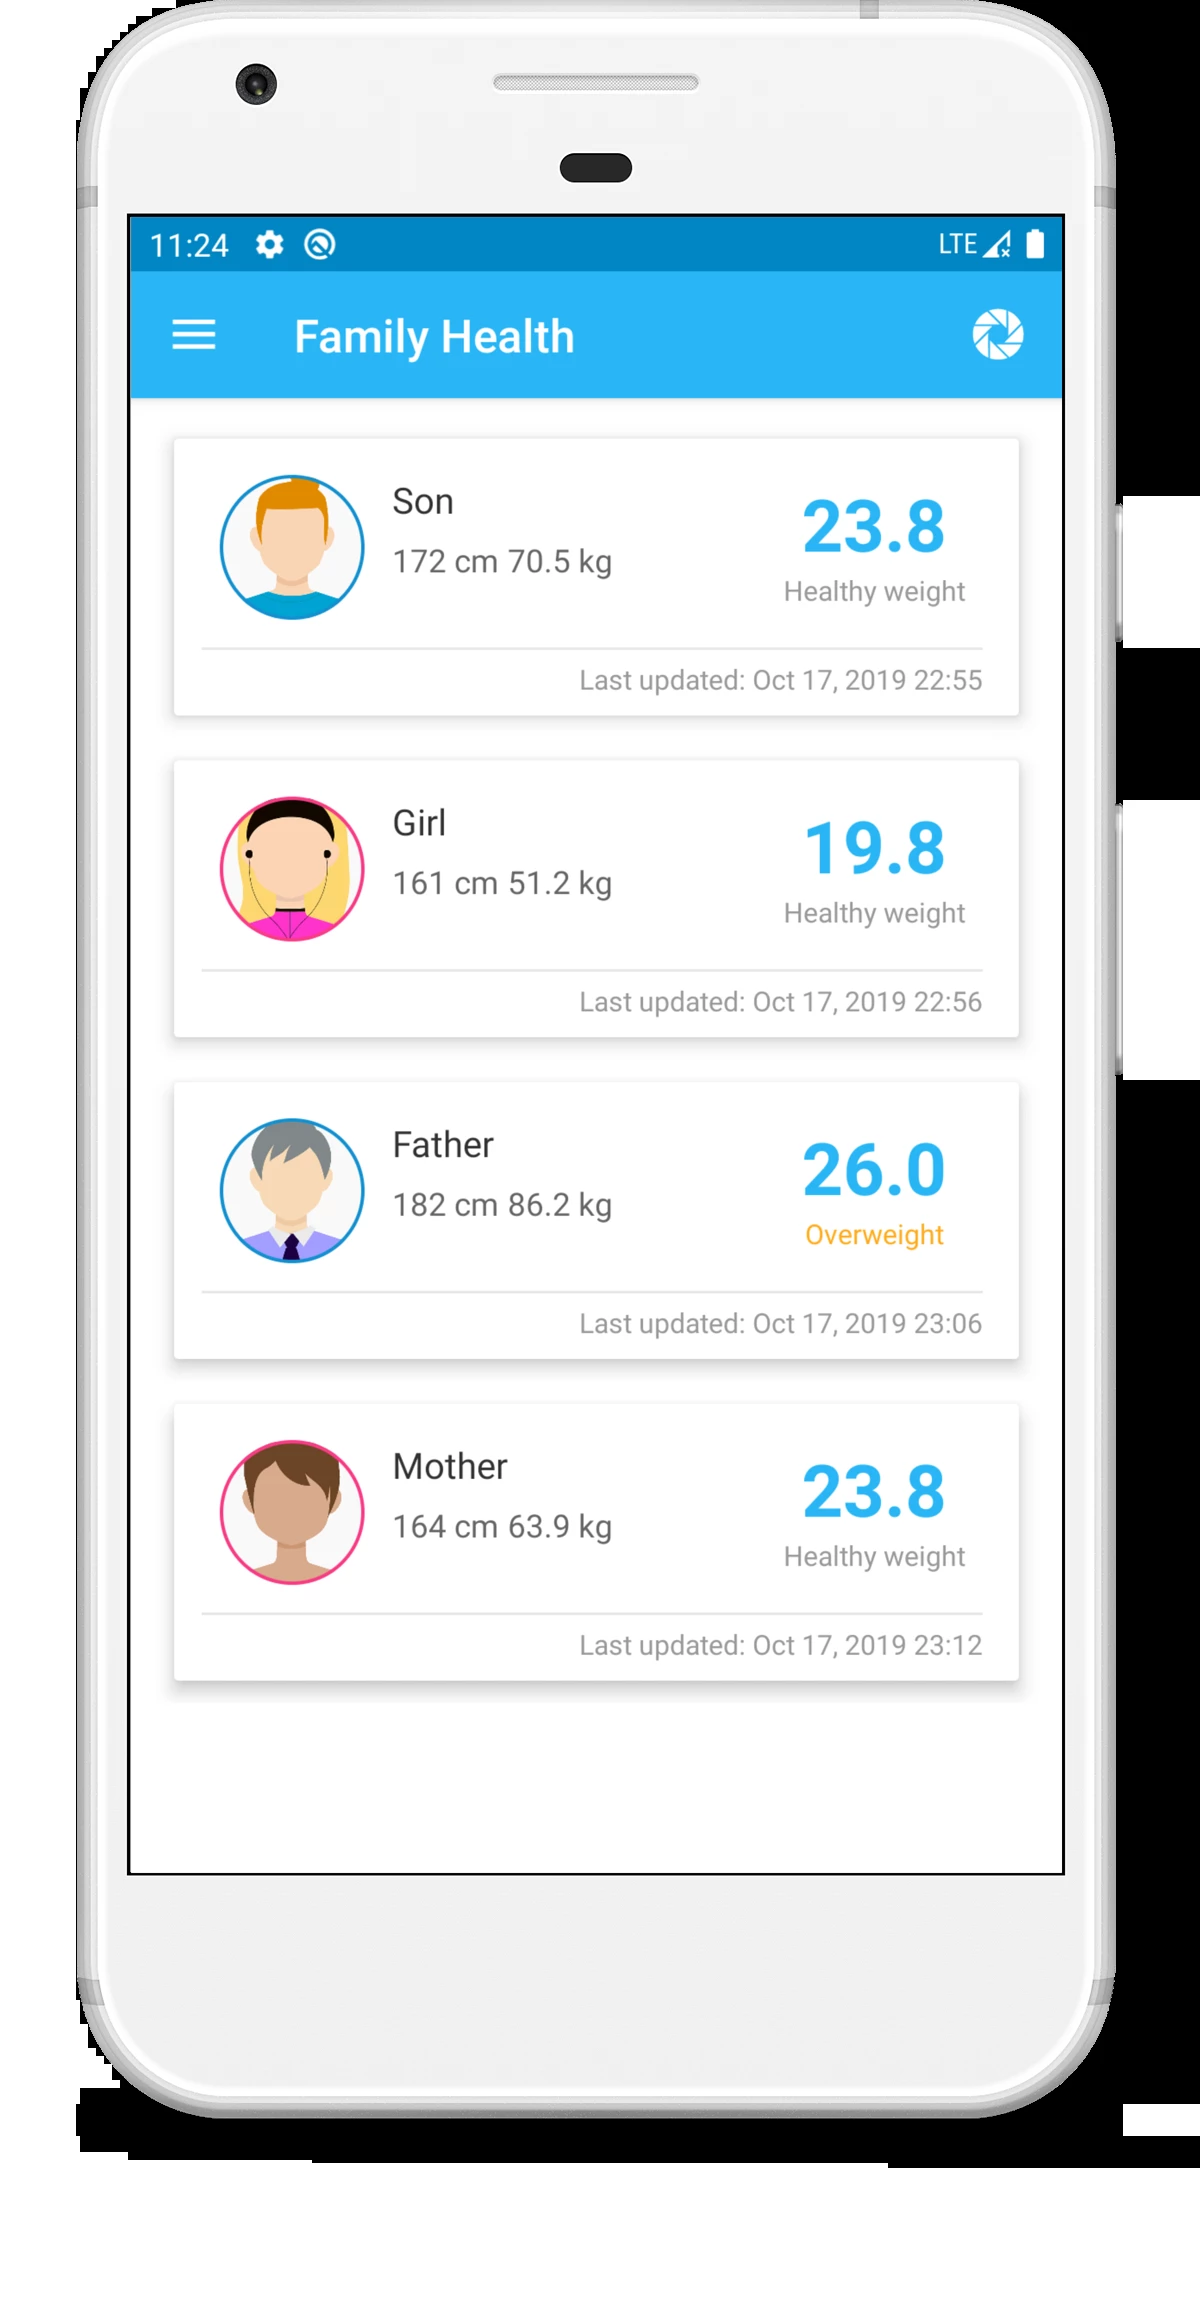 11:24
LTE
Family Health
Son
172 cm 70.5 kg
23.8
Healthy weight
Last updated: Oct 17, 2019 22:55
Girl
161 cm 51.2 kg
19.8
Healthy weight
Last updated: Oct 17, 2019 22:56
Father
182 cm 86.2 kg
26.0
Overweight
Last updated: Oct 17, 2019 23:06
Mother
164 cm 63.9 kg
23.8
Healthy weight
Last updated: Oct 17, 2019 23:12